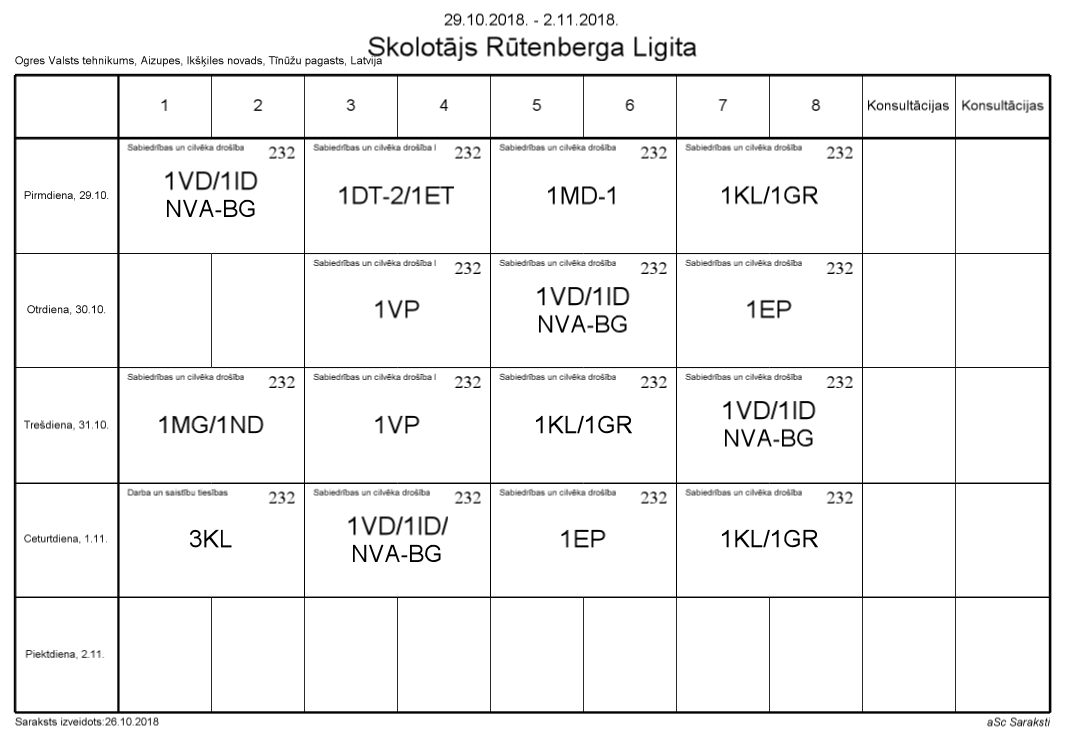 29.10.2018. - 2.11.2018.
Skolotājs Rūtenberga Ligita
Ogres Valsts tehnikums, Aizupes, Ikšķiles novads, Tīnūžu pagasts, Latvija
1 2 3 4 5 6 7 8 Konsultācijas Konsultācijas
Pirmdiena, 29.10.
Sabiedrības un cilvēka drošība 232
1VD/1ID
NVA-BG
Sabiedrības un cilvēka drošība I 232
1DT-2/1ET
Sabiedrības un cilvēka drošība 232
1MD-1
Sabiedrības un cilvēka drošība 232
1KL/1GR
Otrdiena, 30.10.
Sabiedrības un cilvēka drošība I 232
1VP
Sabiedrības un cilvēka drošība 232
1VD/1ID
NVA-BG
Sabiedrības un cilvēka drošība 232
1EP
Trešdiena, 31.10.
Sabiedrības un cilvēka drošība 232
1MG/1ND
Sabiedrības un cilvēka drošība I 232
1VP
Sabiedrības un cilvēka drošība 232
1KL/1GR
Sabiedrības un cilvēka drošība 232
1VD/1ID
NVA-BG
Ceturtdiena, 1.11.
Darba un saistību tiesības 232
3KL
Sabiedrības un cilvēka drošība 232
1VD/1ID/
NVA-BG
Sabiedrības un cilvēka drošība 232
1EP
Sabiedrības un cilvēka drošība 232
1KL/1GR
Piektdiena, 2.11.
Saraksts izveidots:26.10.2018
aSc Saraksti